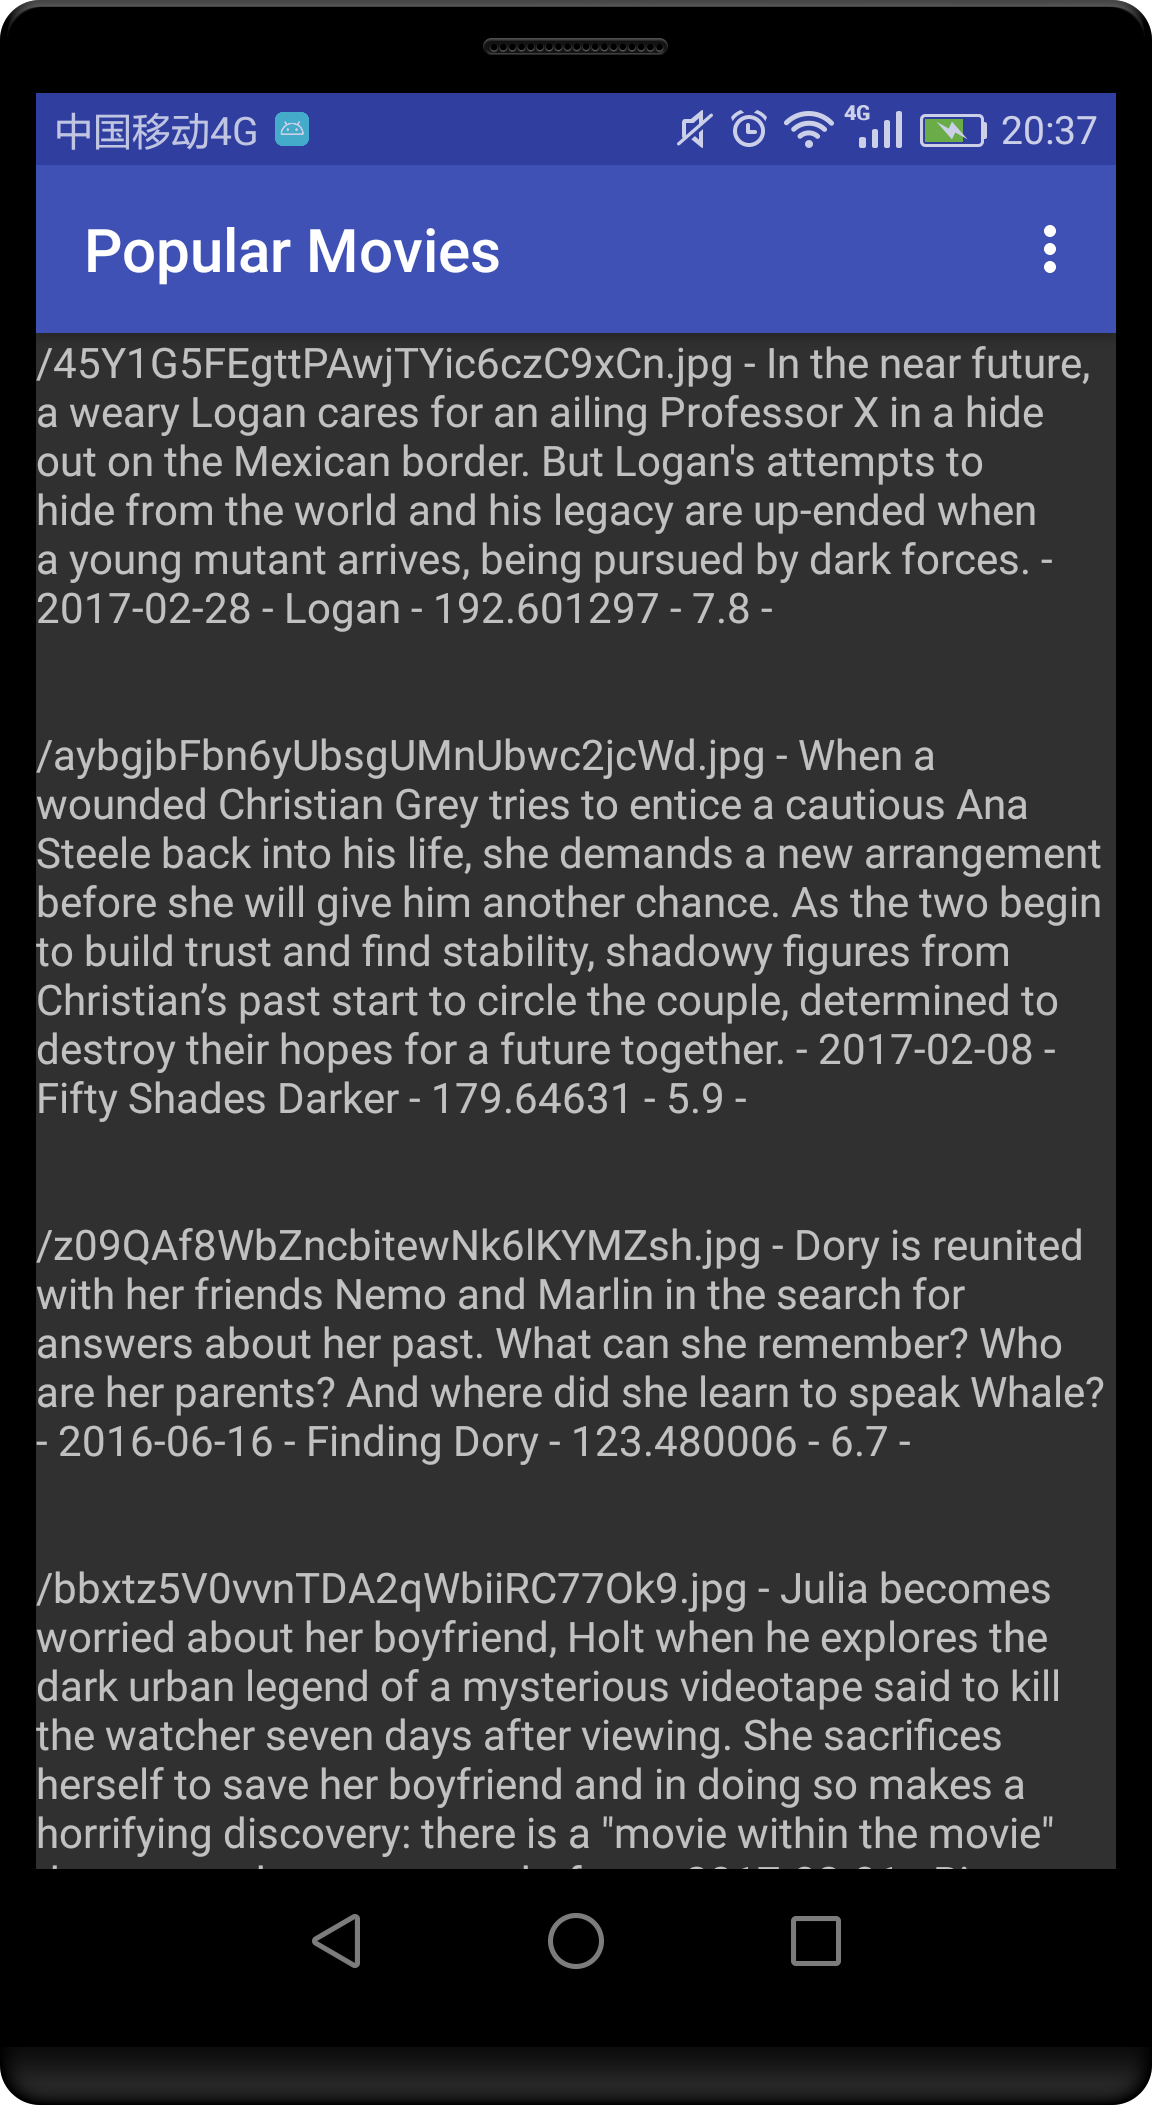 中国移动4G 4G 20:37
Popular Movies
/45Y1G5FEgttPAwjTYic6czC9xCn.jpg - In the near future,
a weary Logan cares for an ailing Professor X in a hide
out on the Mexican border. But Logan's attempts to
hide from the world and his legacy are up-ended when
a young mutant arrives, being pursued by dark forces. -
2017-02-28 - Logan - 192.601297 - 7.8 -
/aybgjbFbn6yUbsgUMnUbwc2jcWd.jpg - When a
wounded Christian Grey tries to entice a cautious Ana
Steele back into his life, she demands a new arrangement
before she will give him another chance. As the two begin
to build trust and find stability, shadowy figures from
Christian’s past start to circle the couple, determined to
destroy their hopes for a future together. - 2017-02-08 -
Fifty Shades Darker - 179.64631 - 5.9 -
/z09QAf8WbZncbitewNk6lKYMZsh.jpg - Dory is reunited
with her friends Nemo and Marlin in the search for
answers about her past. What can she remember? Who
are her parents? And where did she learn to speak Whale?
- 2016-06-16 - Finding Dory - 123.480006 - 6.7 -
/bbxtz5V0vvnTDA2qWbiiRC77Ok9.jpg - Julia becomes
worried about her boyfriend, Holt when he explores the
dark urban legend of a mysterious videotape said to kill
the watcher seven days after viewing. She sacrifices
herself to save her boyfriend and in doing so makes a
horrifying discovery: there is a "movie within the movie"